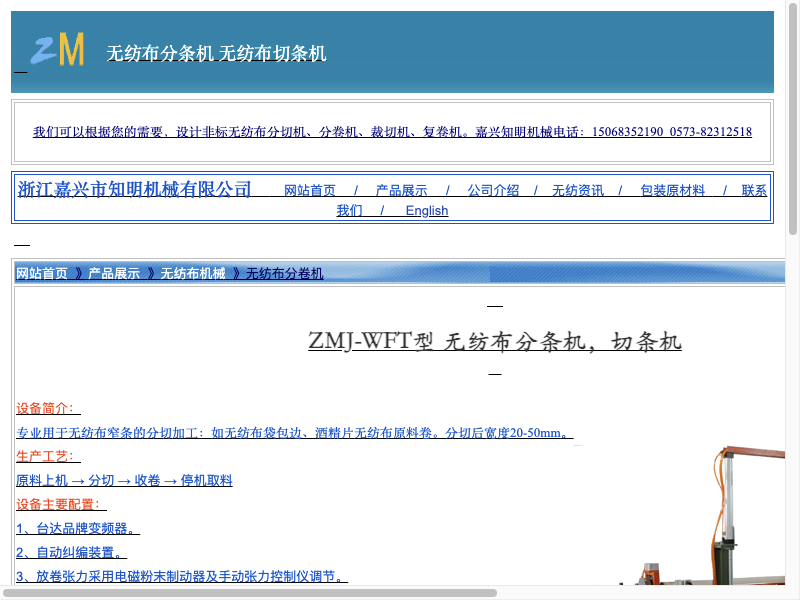 ZM 无纺布分条机 无纺布切条机
我们可以根据您的需要，设计非标无纺布分切机、分卷机、裁切机、复卷机。嘉兴知明机械电话：15068352190 0573-82312518
浙江嘉兴市知明机械有限公司 网站首页 / 产品展示 / 公司介绍 / 无纺资讯 / 包装原材料 / 联系
我们 / English
网站首页 》产品展示 》无纺布机械 》无纺布分卷机
ZMJ-WFT型 无纺布分条机，切条机
设备简介：
专业用于无纺布窄条的分切加工：如无纺布袋包边、酒精片无纺布原料卷。分切后宽度20-50mm。
生产工艺：
原料上机 → 分切 → 收卷 → 停机取料
设备主要配置：
1、台达品牌变频器。
2、自动纠编装置。
3、放卷张力采用电磁粉末制动器及手动张力控制仪调节。